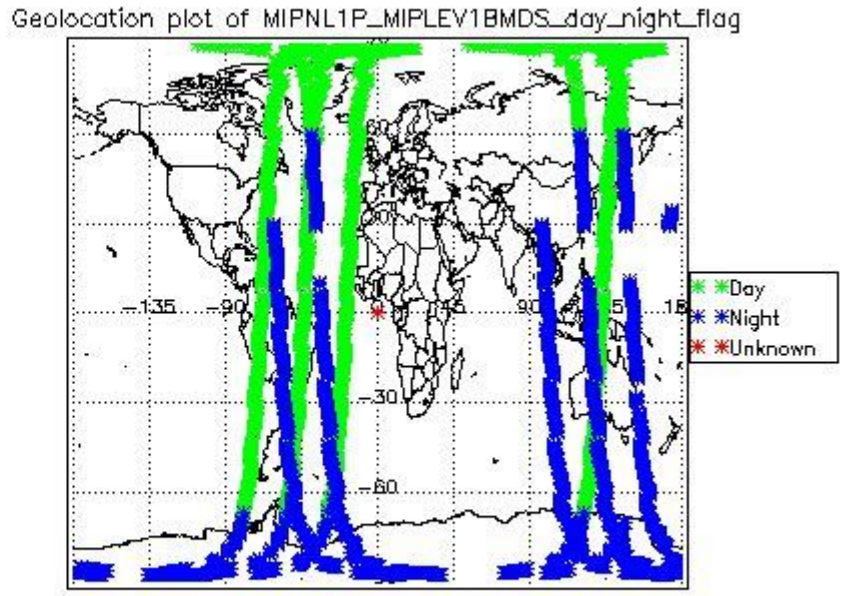 Geolocation plot of MIPNL1P_MIPLEV1BMDS_day_night_flag
-135 -90 90
-30
-60
Day
Night
Unknown